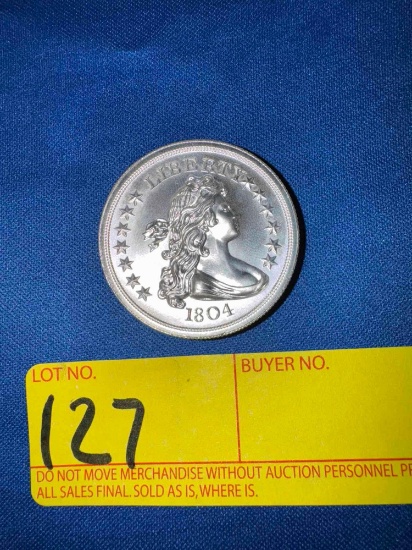 LIBERTY
1804
LOT NO.
BUYER NO.
127
DO NOT MOVE MERCHANDISE WITHOUT AUCTION PERSONNEL
ALL SALES FINAL. SOLD AS IS, WHERE IS.